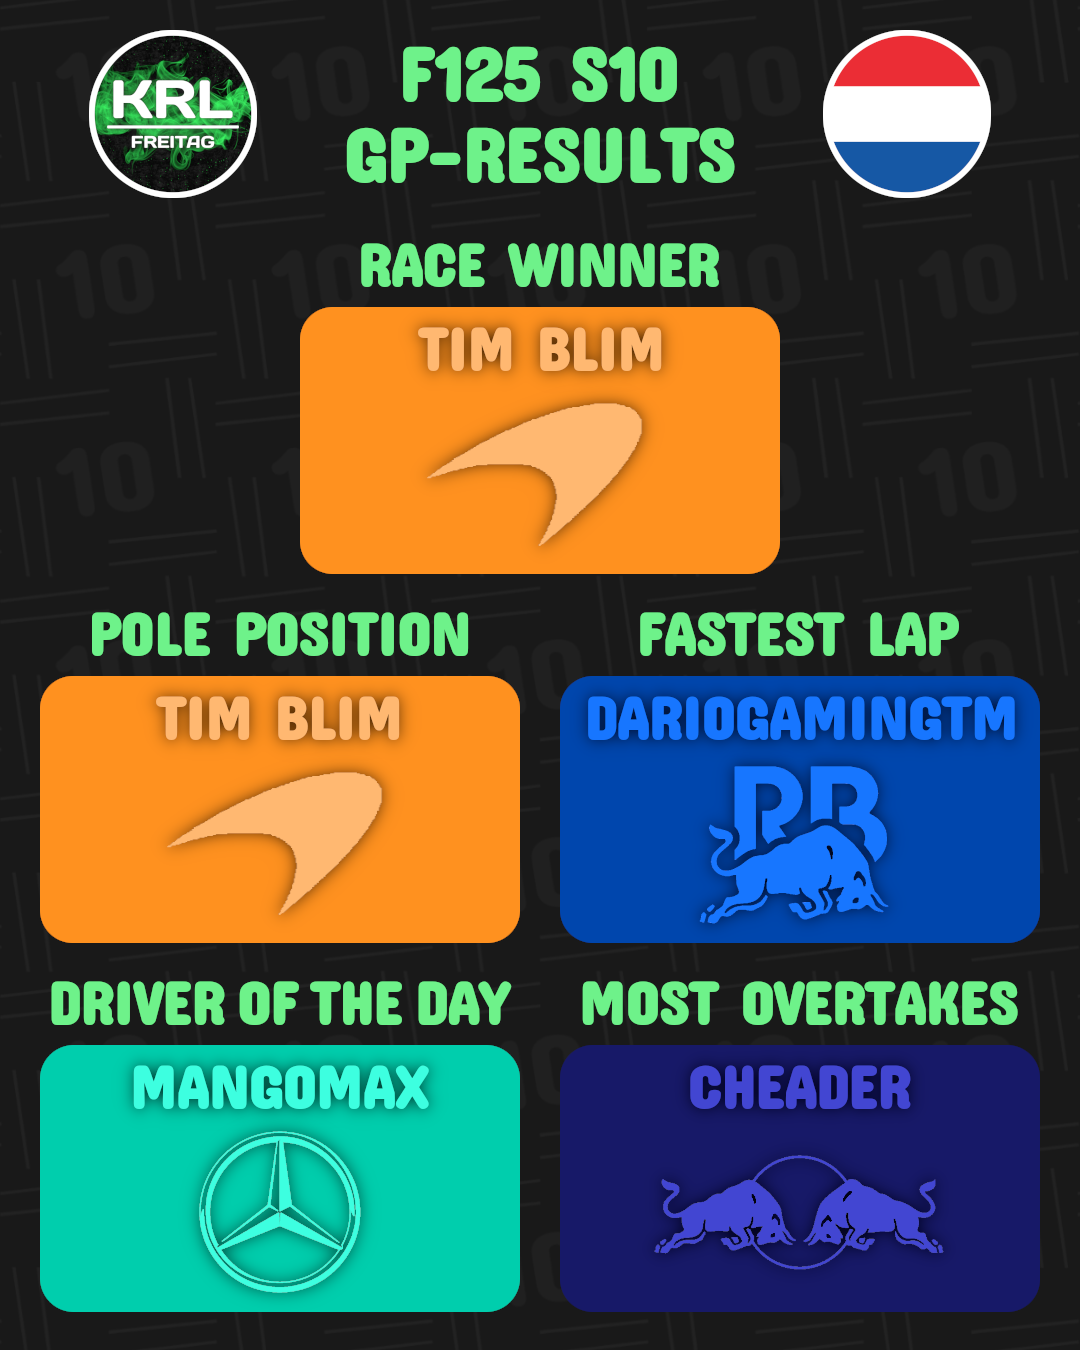 KRL
FREITAG
F125 S10
GP-RESULTS
RACE WINNER
TIM BLIM
POLE POSITION
FASTEST LAP
TIM BLIM
DARIOGAMINGTM
RB
DRIVER OF THE DAY
MOST OVERTAKES
MANGOMAX
CHEADER